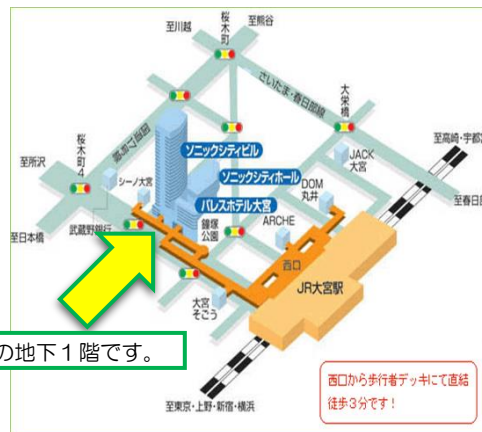 至川越
桜木町
至熊谷
さいたま・春日部線
大栄橋
国道17号線
桜木町4
至所沢
ソニックシティビル
JACK
大宮
至高崎・宇都宮
シーノ大宮
ソニックシティホール
DOM
丸井
至春日部
パレスホテル大宮
武蔵野銀行
鐘塚
公園
ARCHE
至日本橋
西口
JR大宮駅
大宮
そごう
の地下1階です。
至東京・上野・新宿・横浜
西口から歩行者デッキにて直結
徒歩3分です!